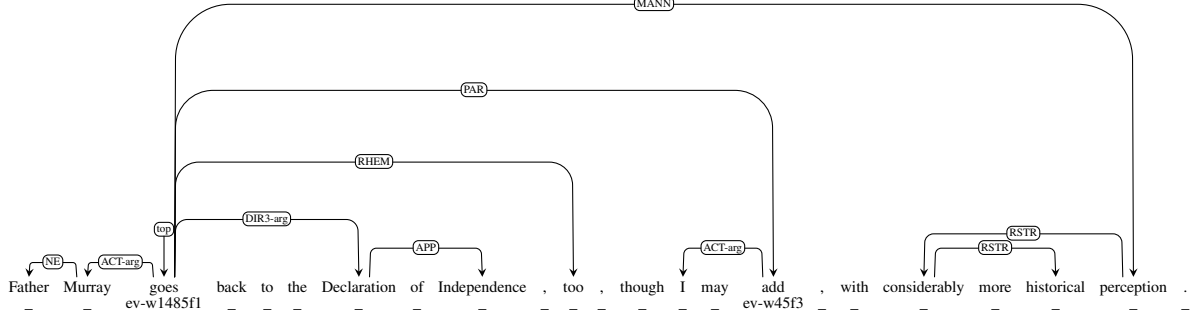 MANN
PAR
RHEM
top DIR3-arg RSTR
NE ACT-arg APP ACT-arg RSTR
Father Murray goes back to the Declaration of Independence , too , though I may add , with considerably more historical perception .
_ _ ev-w1485f1 _ _ _ _ _ _ _ _ _ _ _ _ ev-w45f3 _ _ _ _ _ _ _